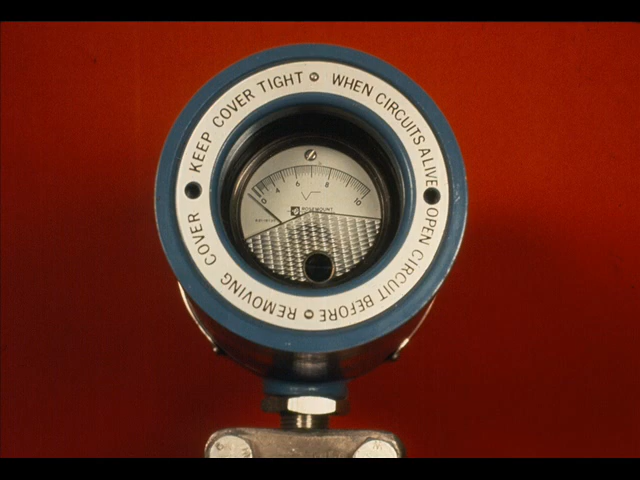 KEEP COVER TIGHT
WHEN CIRCUITS ALIVE
OPEN CIRCUIT BEFORE
REMOVING COVER
0 4 6 8 10
√
ROSEMOUNT